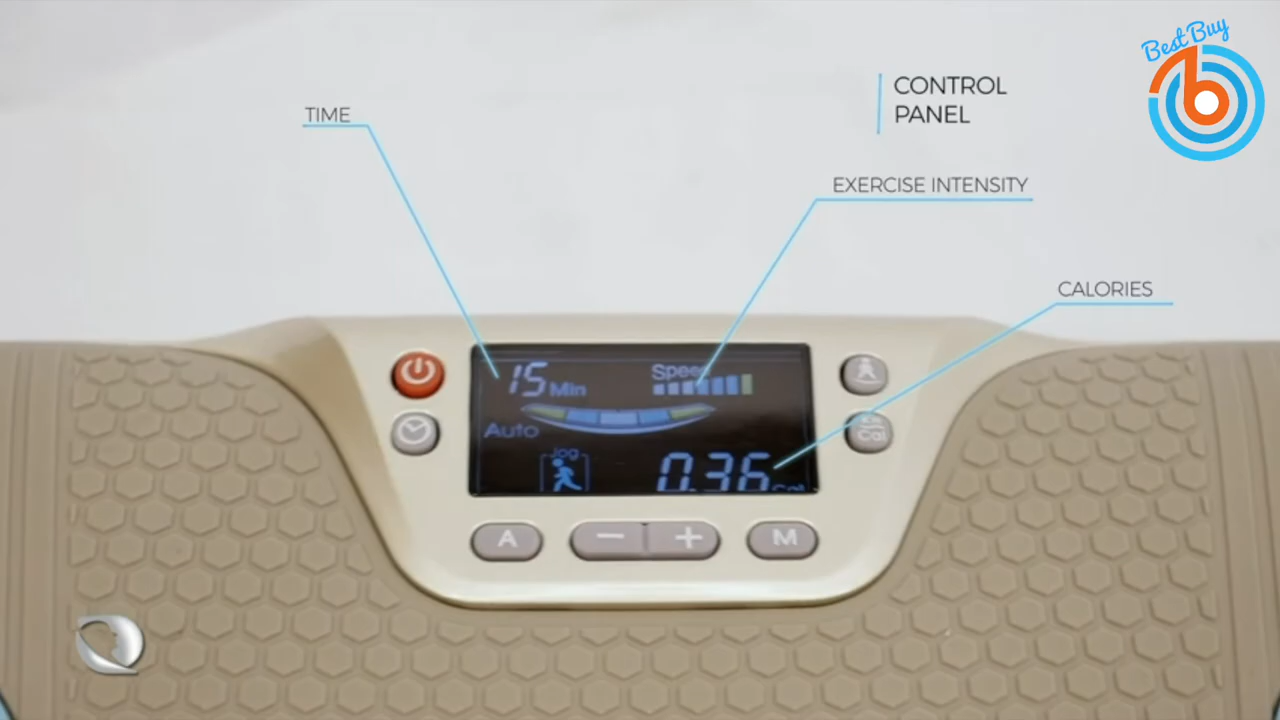 Best Buy
b
CONTROL
PANEL
TIME
EXERCISE INTENSITY
CALORIES
15 Min
Speed
Auto
Jog
0.36 Cal
Cal
A
− +
M